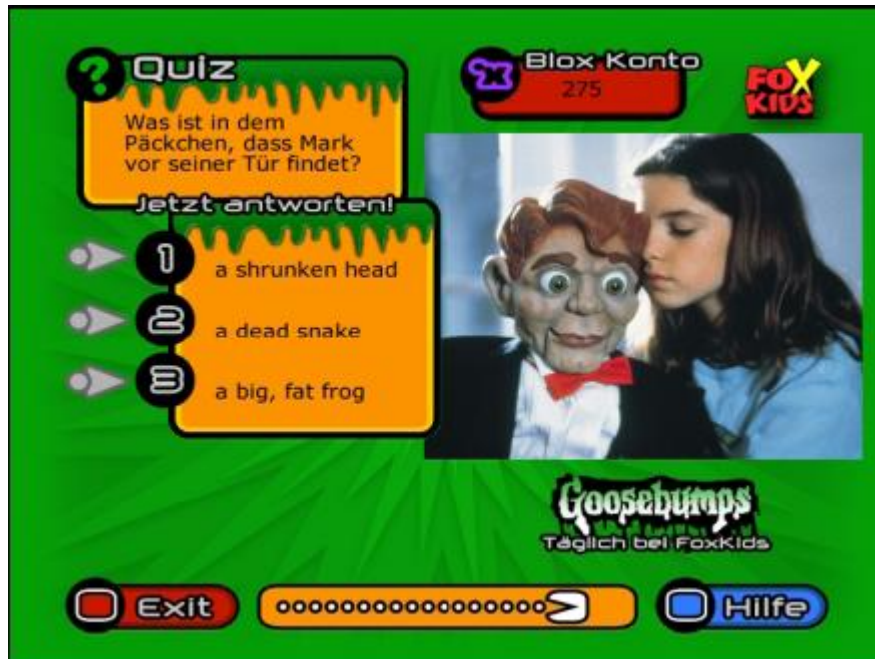 Quiz
Was ist in dem
Päckchen, dass Mark
vor seiner Tür findet?
Jetzt antworten!
1
a shrunken head
2
a dead snake
3
a big, fat frog
Blox Konto
275
FOX
KIDS
Goosebumps
Täglich bei FoxKids
Exit
Hilfe